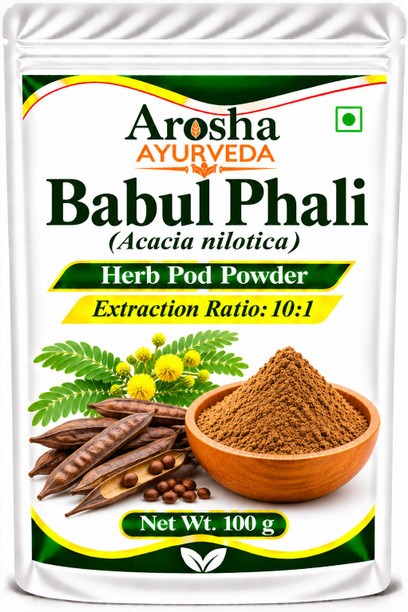 Arosha
AYURVEDA
Babul Phali
(Acacia nilotica)
Herb Pod Powder
Extraction Ratio: 10:1
Net Wt. 100 g